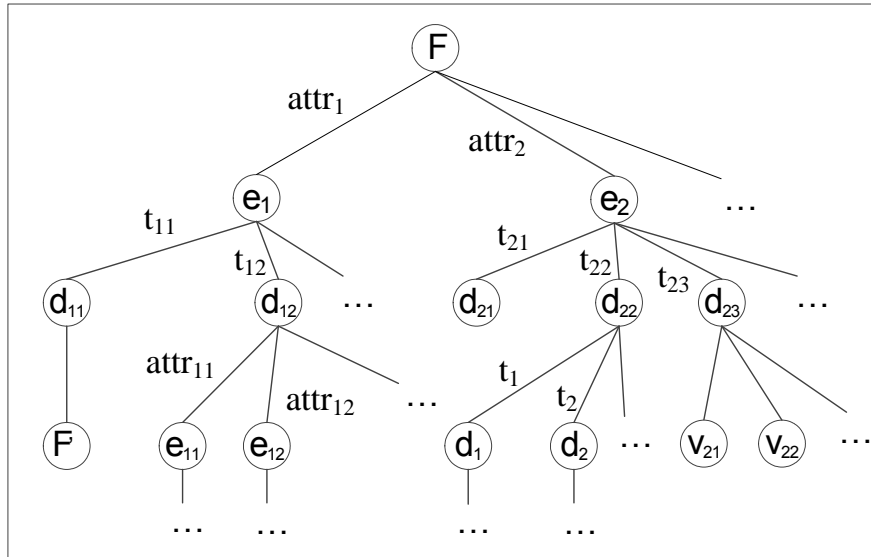 F
attr₁
attr₂
e₁
e₂
...
t₁₁
t₁₂
t₂₁
t₂₂
t₂₃
d₁₁
d₁₂
...
d₂₁
d₂₂
d₂₃
...
attr₁₁
attr₁₂
...
t₁
t₂
F'
e₁₁
e₁₂
d₁
d₂
...
v₂₁
v₂₂
...
...
...
...
...